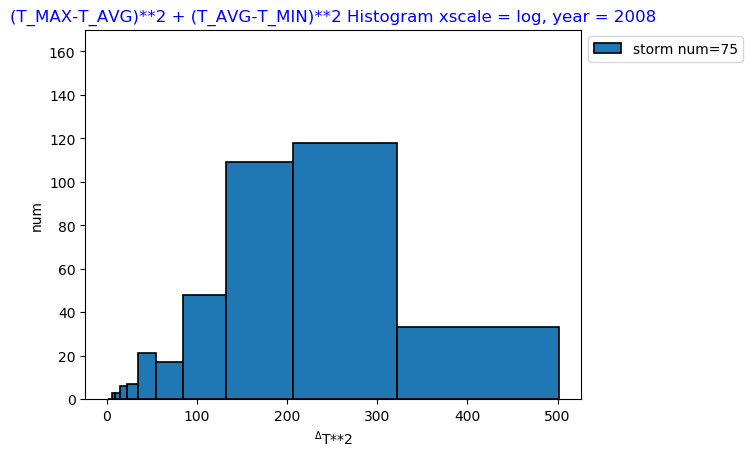 (T_MAX-T_AVG)**2 + (T_AVG-T_MIN)**2 Histogram xscale = log, year = 2008
storm num=75
160
140
120
100
80
60
40
20
0
num
0 100 200 300 400 500
ΔT**2